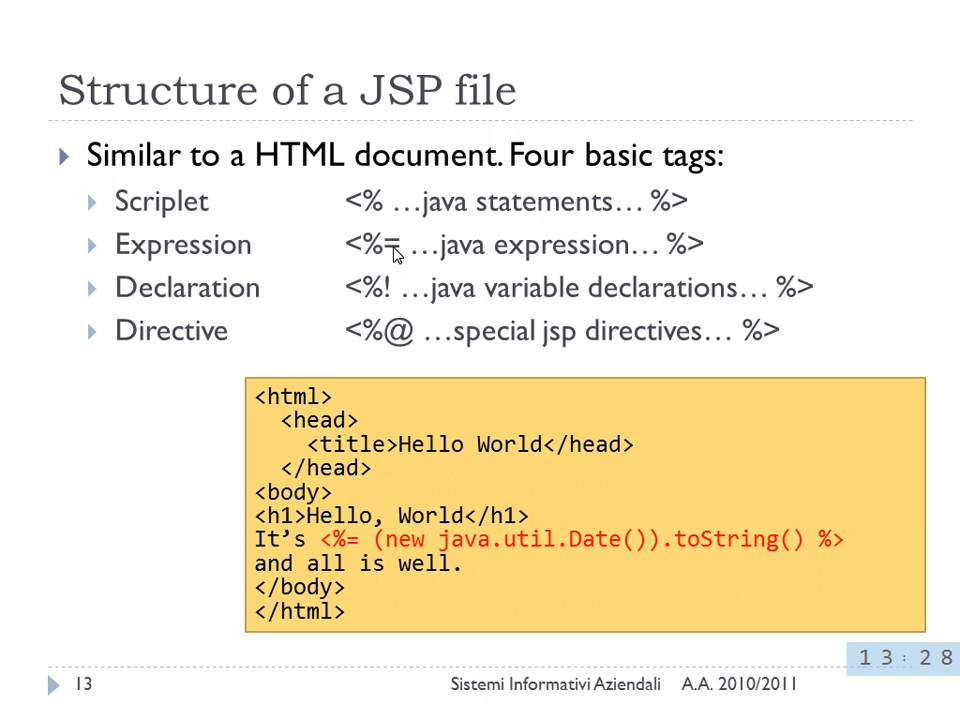 Structure of a JSP file
Similar to a HTML document. Four basic tags:
Scriplet <% …java statements… %>
Expression <%= …java expression… %>
Declaration <%! …java variable declarations… %>
Directive <%@ …special jsp directives… %>
<html>
<head>
<title>Hello World</head>
</head>
<body>
<h1>Hello, World</h1>
It’s <%= (new java.util.Date()).toString() %>
and all is well.
</body>
</html>
13:28
13 Sistemi Informativi Aziendali A.A. 2010/2011